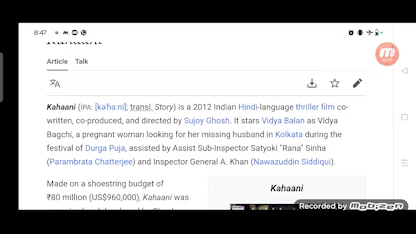 8:47
Article Talk
Kahaani (IPA: [kəˈhaːni]; transl. Story) is a 2012 Indian Hindi-language thriller film co-
written, co-produced, and directed by Sujoy Ghosh. It stars Vidya Balan as Vidya
Bagchi, a pregnant woman looking for her missing husband in Kolkata during the
festival of Durga Puja, assisted by Assist Sub-Inspector Satyoki "Rana" Sinha
(Parambrata Chatterjee) and Inspector General A. Khan (Nawazuddin Siddiqui).
Made on a shoestring budget of
₹80 million (US$960,000), Kahaani was
Kahaani
Recorded by Mobizen